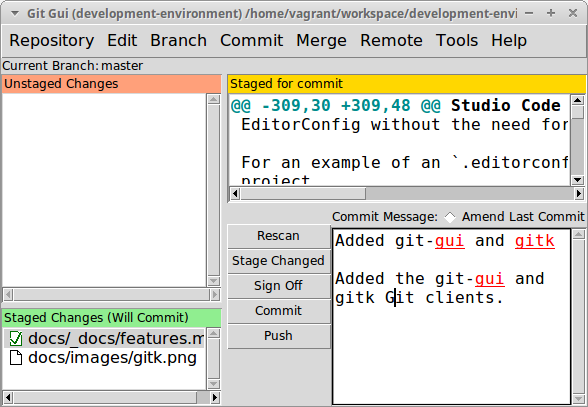 Git Gui (development-environment) /home/vagrant/workspace/development-envi
Repository Edit Branch Commit Merge Remote Tools Help
Current Branch: master
Unstaged Changes
Staged for commit
@@ -309,30 +309,48 @@ Studio Code
EditorConfig without the need for
For an example of an `.editorconf
project
Commit Message: Amend Last Commit
Rescan
Stage Changed
Sign Off
Commit
Push
Added git-gui and gitk
Added the git-gui and
gitk Git clients.
Staged Changes (Will Commit)
docs/_docs/features.m
docs/images/gitk.png